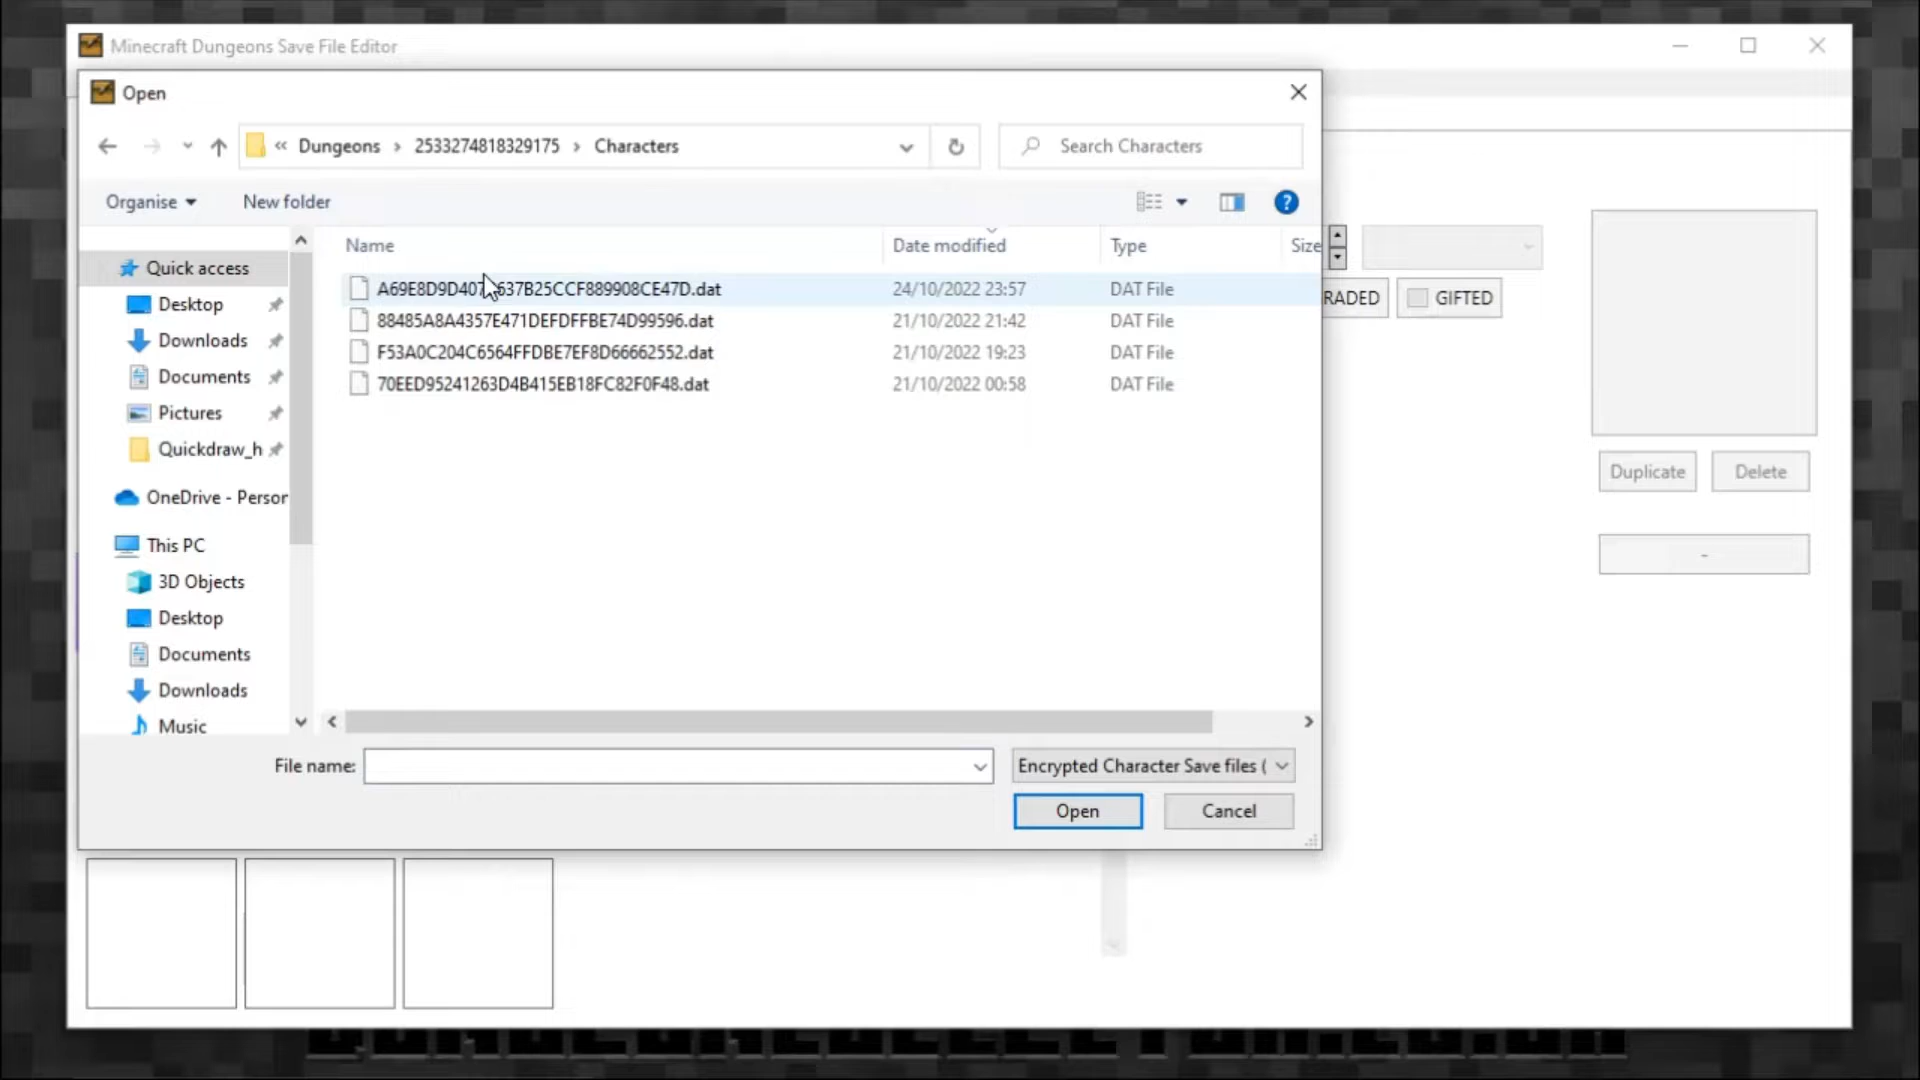 Minecraft Dungeons Save File Editor
Open
« Dungeons › 2533274818329175 › Characters
Search Characters
Organise
New folder
?
Name
Date modified
Type
Size
A69E8D9D40 637B25CCF889908CE47D.dat
24/10/2022 23:57
DAT File
88485A8A4357E471DEFDFFBE74D99596.dat
21/10/2022 21:42
DAT File
F53A0C204C6564FFDBE7EF8D66662552.dat
21/10/2022 19:23
DAT File
70EED95241263D4B415EB18FC82F0F48.dat
21/10/2022 00:58
DAT File
Quick access
Desktop
Downloads
Documents
Pictures
Quickdraw_h
OneDrive - Person
This PC
3D Objects
Desktop
Documents
Downloads
Music
RADED
GIFTED
Duplicate
Delete
-
File name:
Encrypted Character Save files (
Open
Cancel